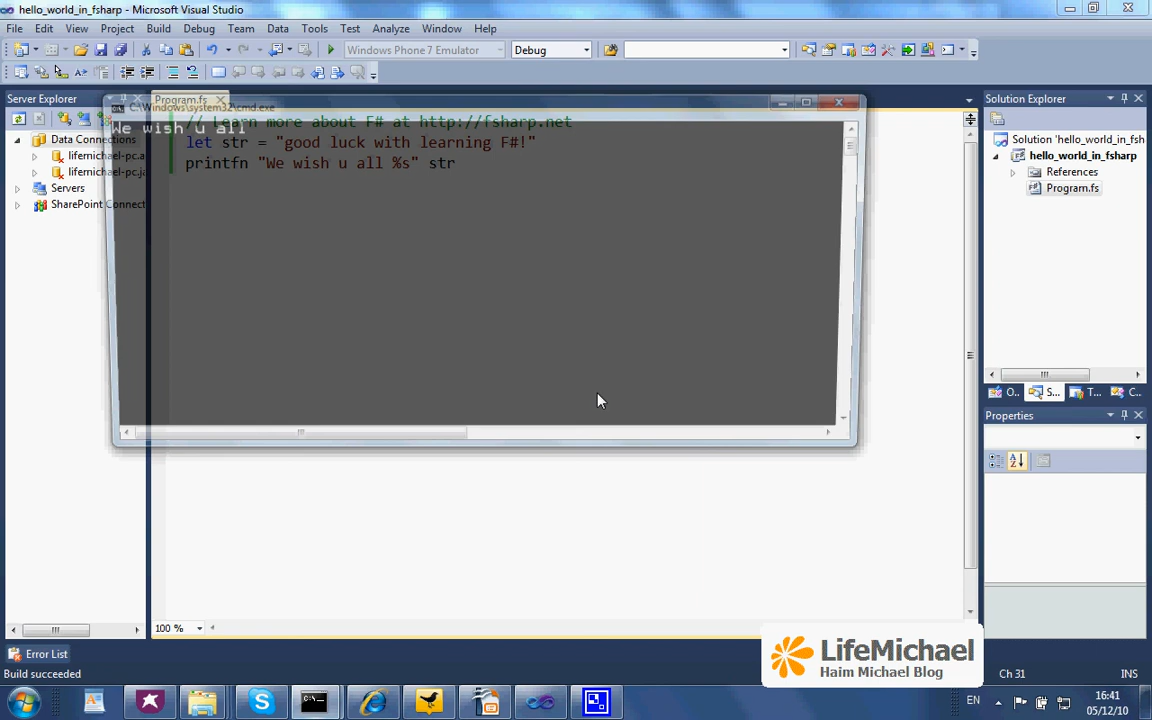 hello_world_in_fsharp - Microsoft Visual Studio
File Edit View Project Build Debug Team Data Tools Test Analyze Window Help
Windows Phone 7 Emulator Debug
Server Explorer
Program.fs
C:\Windows\system32\cmd.exe
Solution Explorer
We wish u all
// Learn more about F# at http://fsharp.net
let str = "good luck with learning F#!"
printfn "We wish u all %s" str
Data Connections
lifemichael-pc.a
lifemichael-pc.ja
Servers
SharePoint Connect
Solution 'hello_world_in_fsh
hello_world_in_fsharp
References
Program.fs
O... S... T... C...
Properties
100 %
Error List
Build succeeded
Ch 31 INS
LifeMichael
Haim Michael Blog
EN 16:41
05/12/10